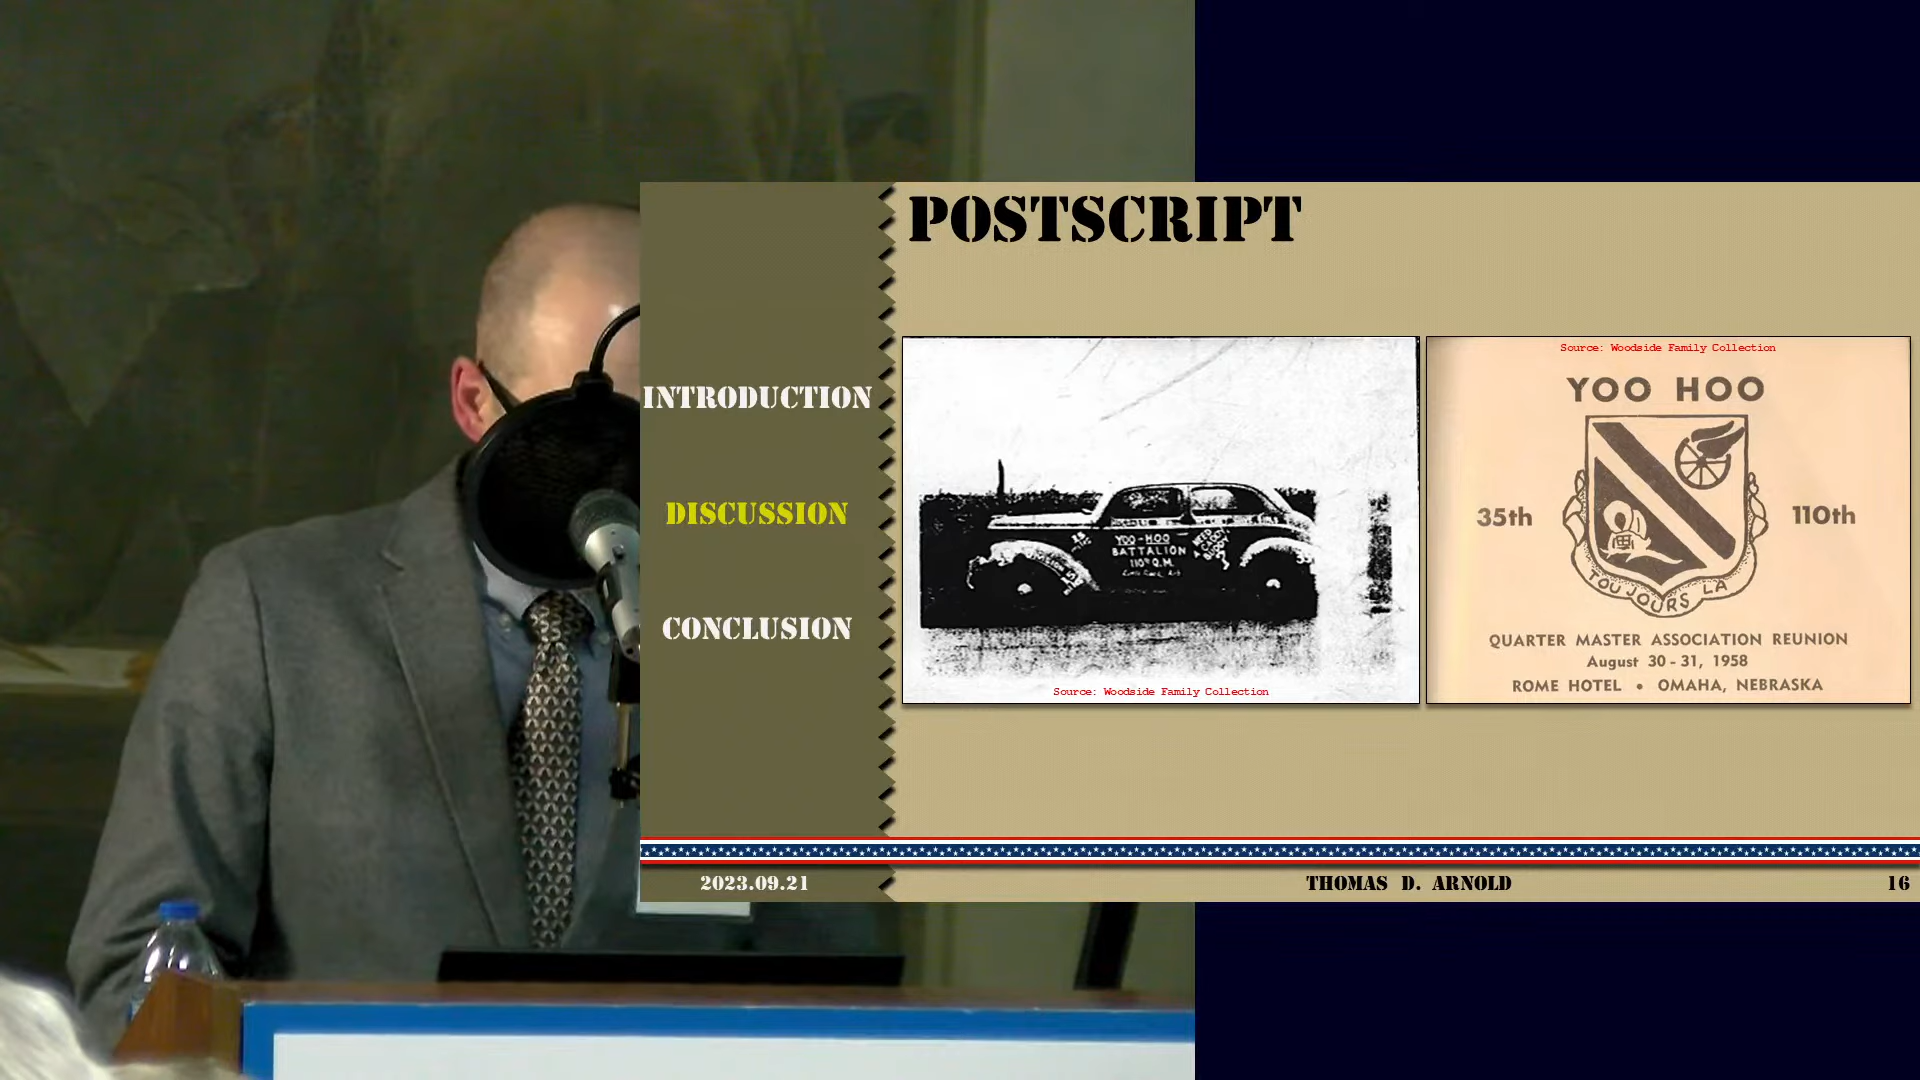 POSTSCRIPT
INTRODUCTION
DISCUSSION
CONCLUSION
YOO-HOO
BATTALION
110th Q.M.
Source: Woodside Family Collection
Source: Woodside Family Collection
YOO HOO
35th
110th
TOUJOURS LA
QUARTER MASTER ASSOCIATION REUNION
August 30 - 31, 1958
ROME HOTEL • OMAHA, NEBRASKA
2023.09.21
THOMAS D. ARNOLD
16